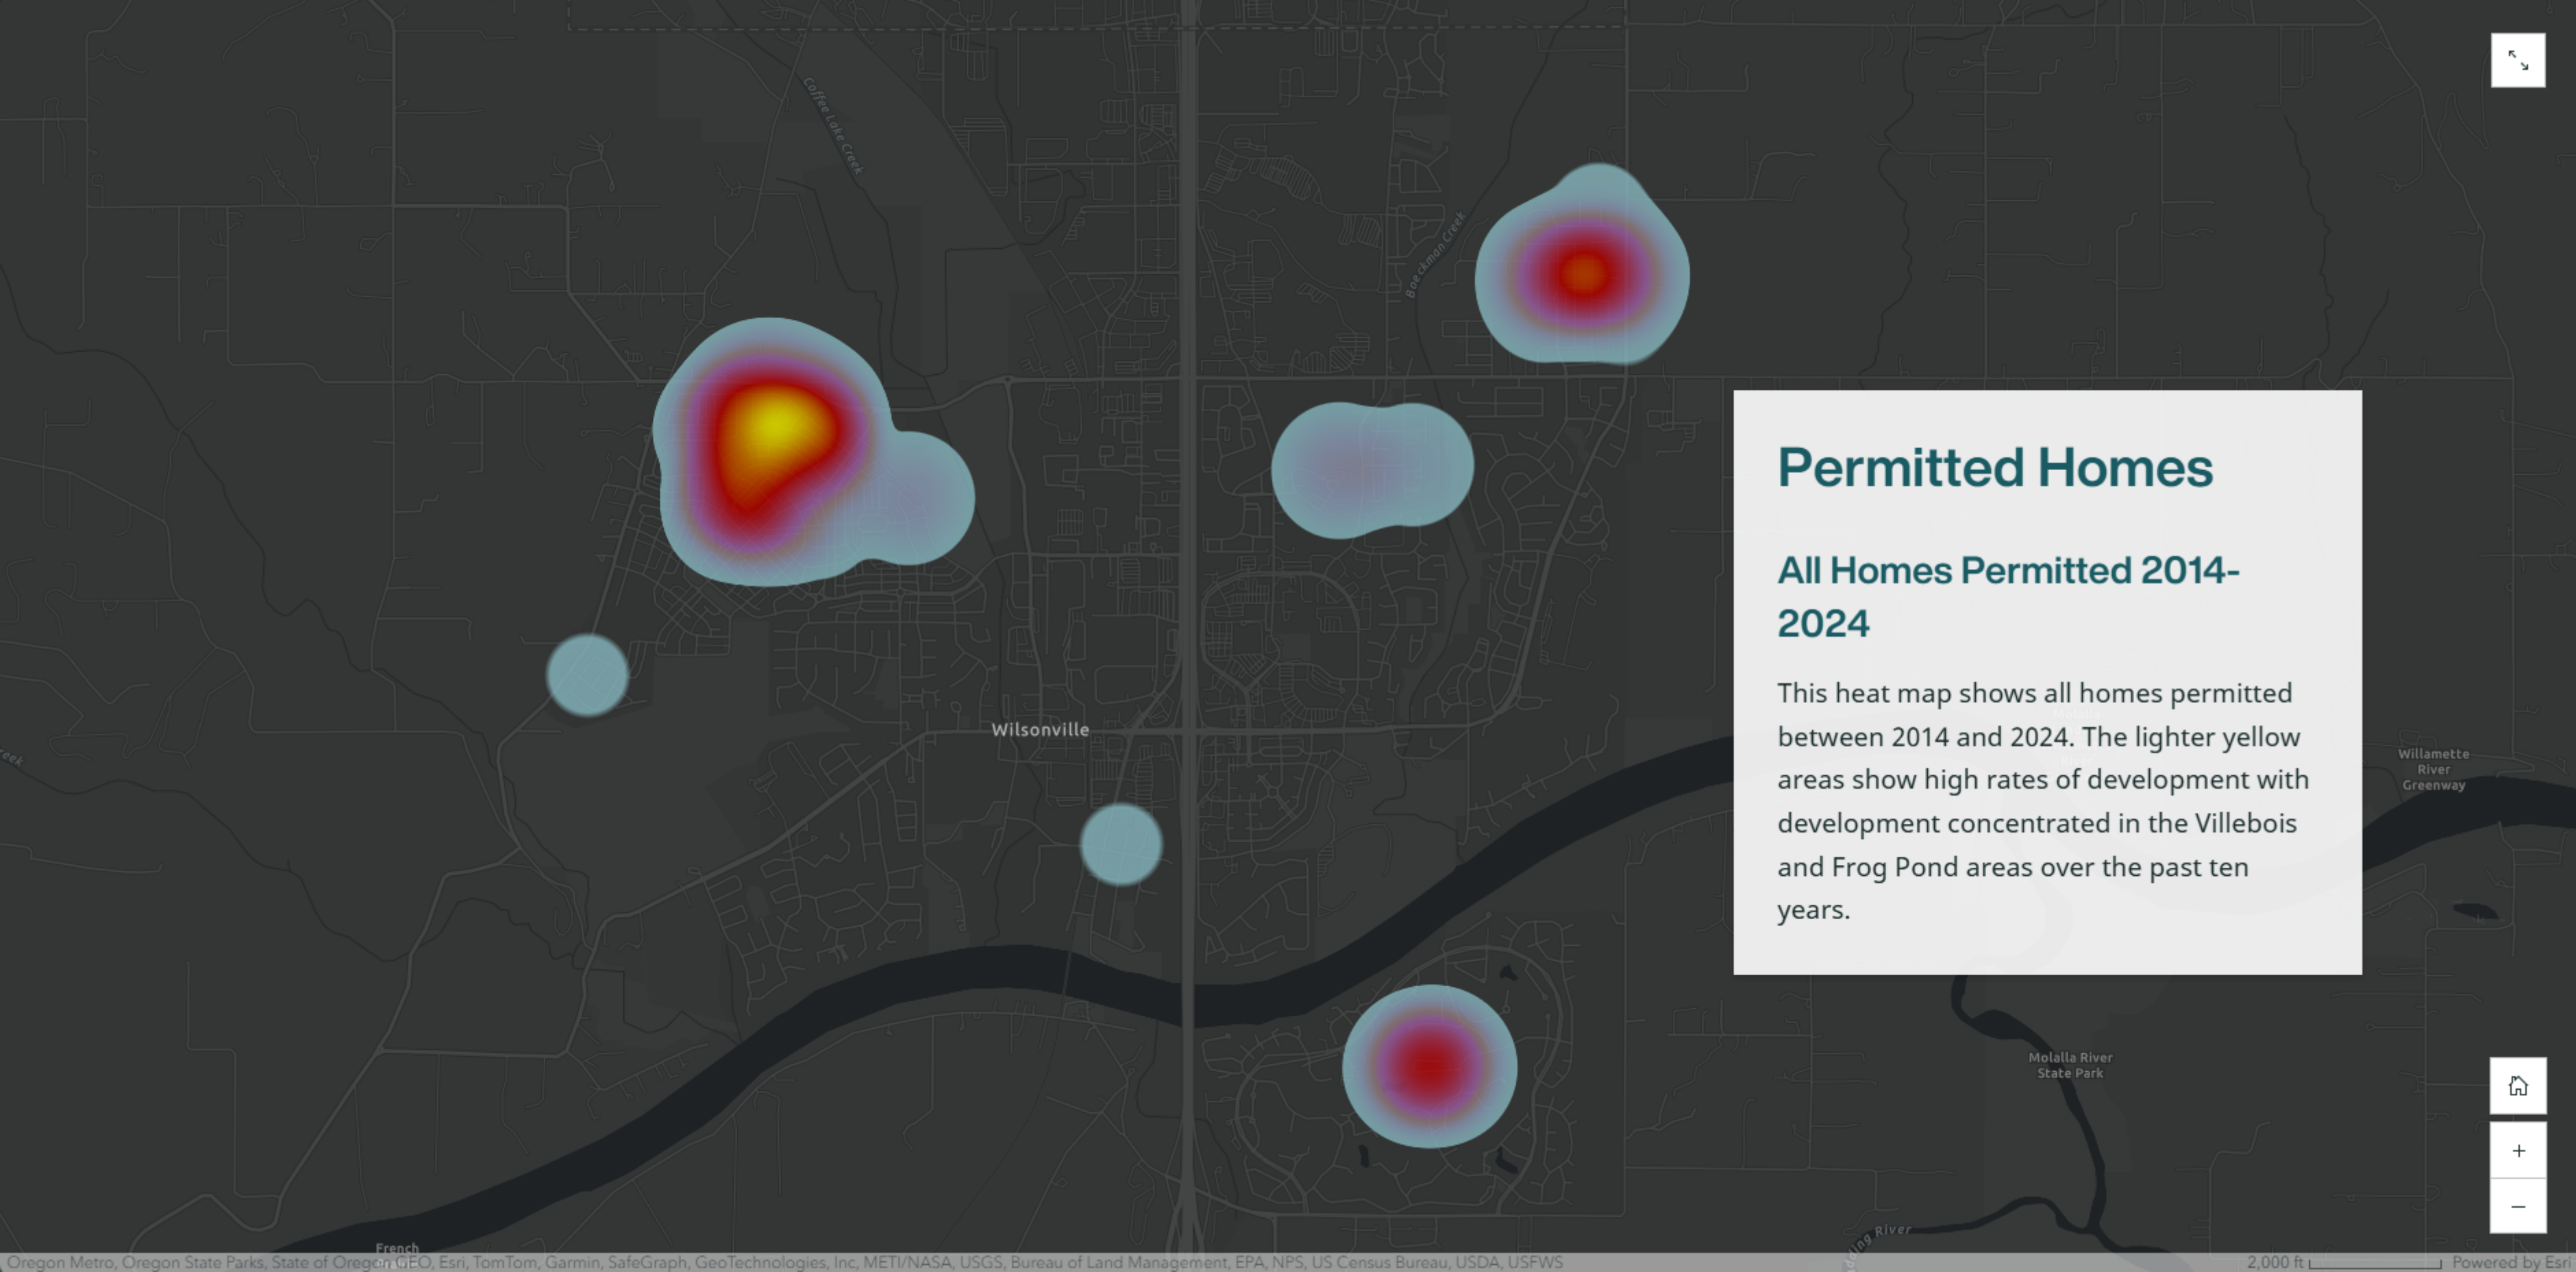 Coffee Lake Creek
Boeckman Creek
Permitted Homes
All Homes Permitted 2014-
2024
This heat map shows all homes permitted
between 2014 and 2024. The lighter yellow
areas show high rates of development with
development concentrated in the Villebois
and Frog Pond areas over the past ten
years.
Wilsonville
Willamette
River
Greenway
Molalla River
State Park
River
French
Oregon Metro, Oregon State Parks, State of Oregon GEO, Esri, TomTom, Garmin, SafeGraph, GeoTechnologies, Inc, METI/NASA, USGS, Bureau of Land Management, EPA, NPS, US Census Bureau, USDA, USFWS
2,000 ft
Powered by Esri